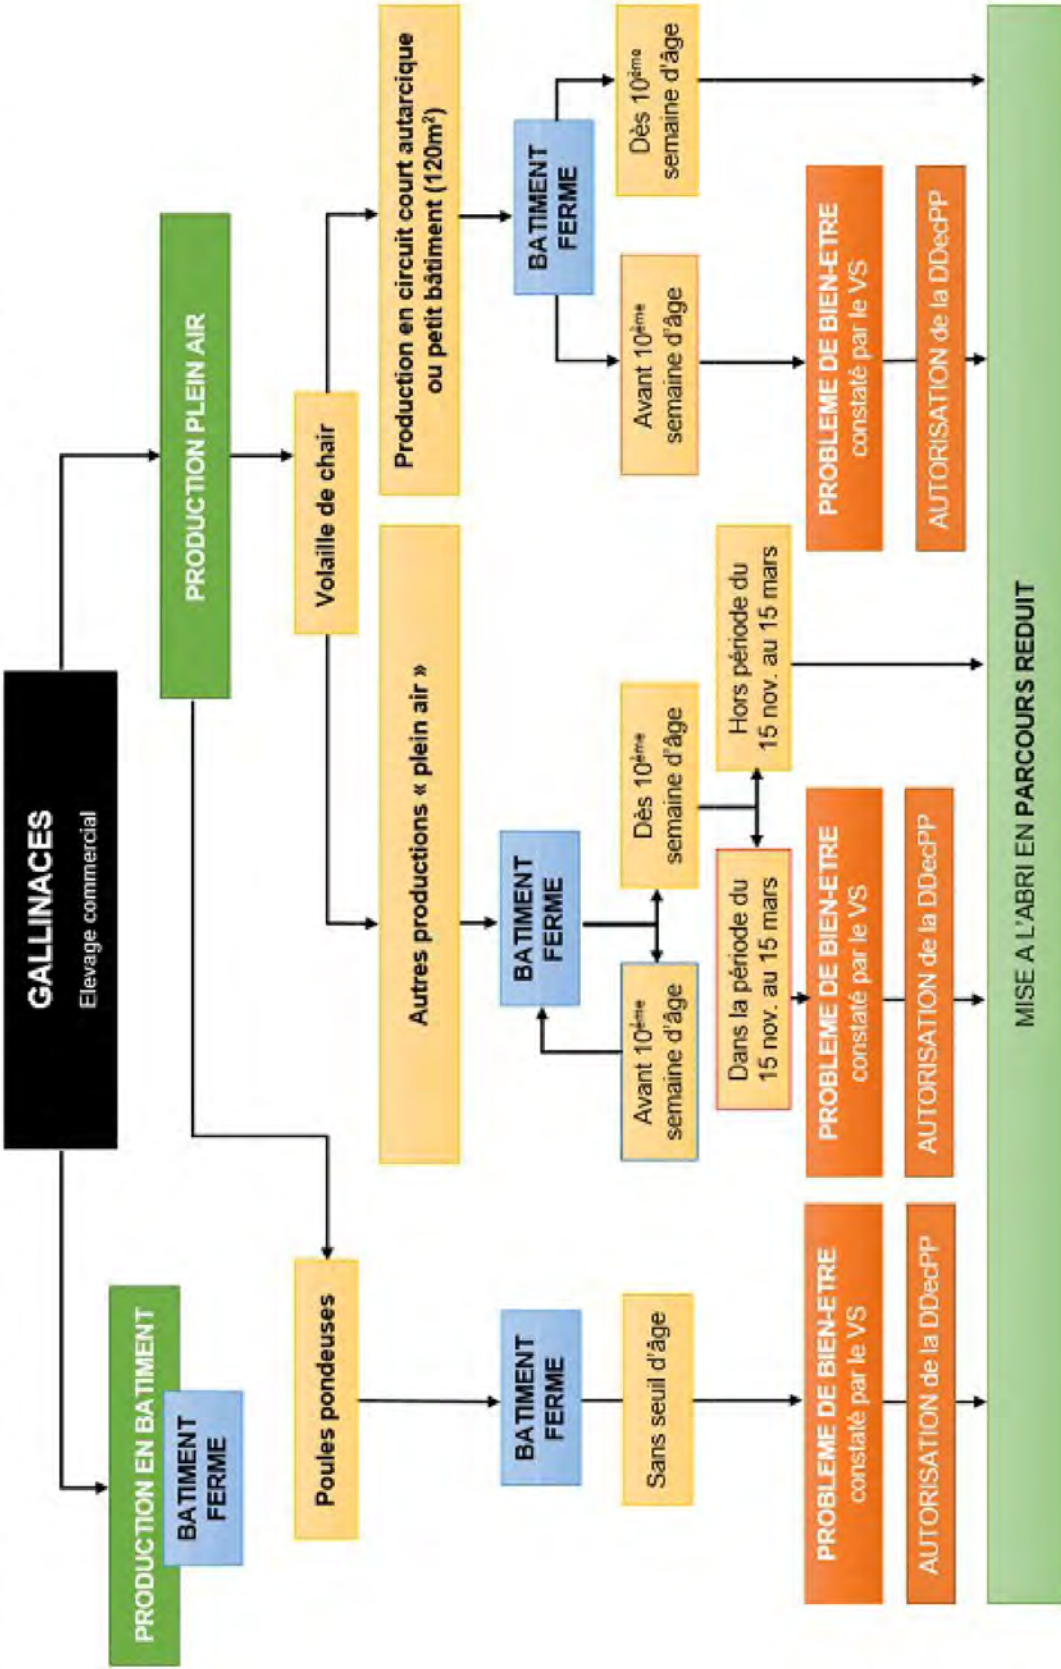 GALLINACES
Elevage commercial
PRODUCTION EN BATIMENT
BATIMENT
FERME
PRODUCTION PLEIN AIR
Poules pondeuses
Volaille de chair
Autres productions « plein air »
Production en circuit court autarcique
ou petit bâtiment (120m²)
BATIMENT
FERME
BATIMENT
FERME
BATIMENT
FERME
Sans seuil d'âge
Avant 10ème
semaine d'âge
Dès 10ème
semaine d'âge
Avant 10ème
semaine d'âge
Dès 10ème
semaine d'âge
Dans la période du
15 nov. au 15 mars
Hors période du
15 nov. au 15 mars
PROBLEME DE BIEN-ETRE
constaté par le VS
PROBLEME DE BIEN-ETRE
constaté par le VS
PROBLEME DE BIEN-ETRE
constaté par le VS
AUTORISATION de la DDecPP
AUTORISATION de la DDecPP
AUTORISATION de la DDecPP
MISE A L'ABRI EN PARCOURS REDUIT